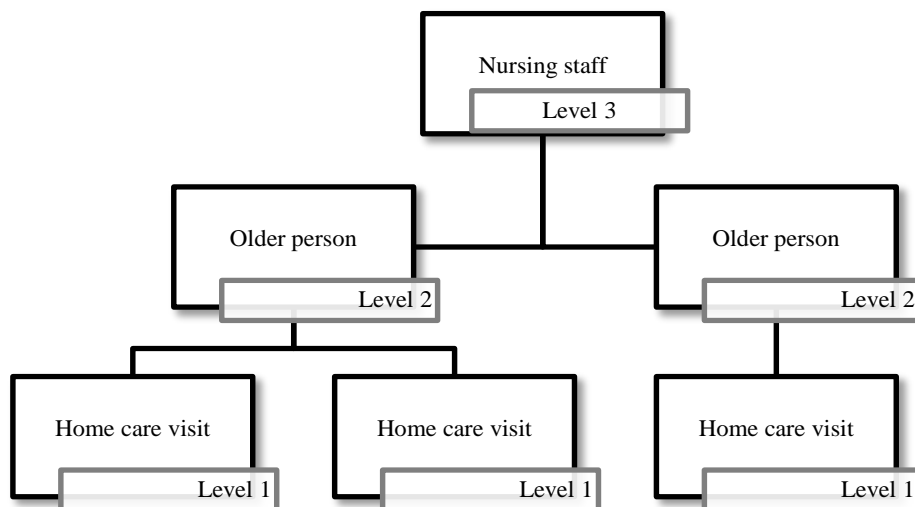 Nursing staff
Level 3
Older person
Older person
Level 2
Level 2
Home care visit
Home care visit
Home care visit
Level 1
Level 1
Level 1